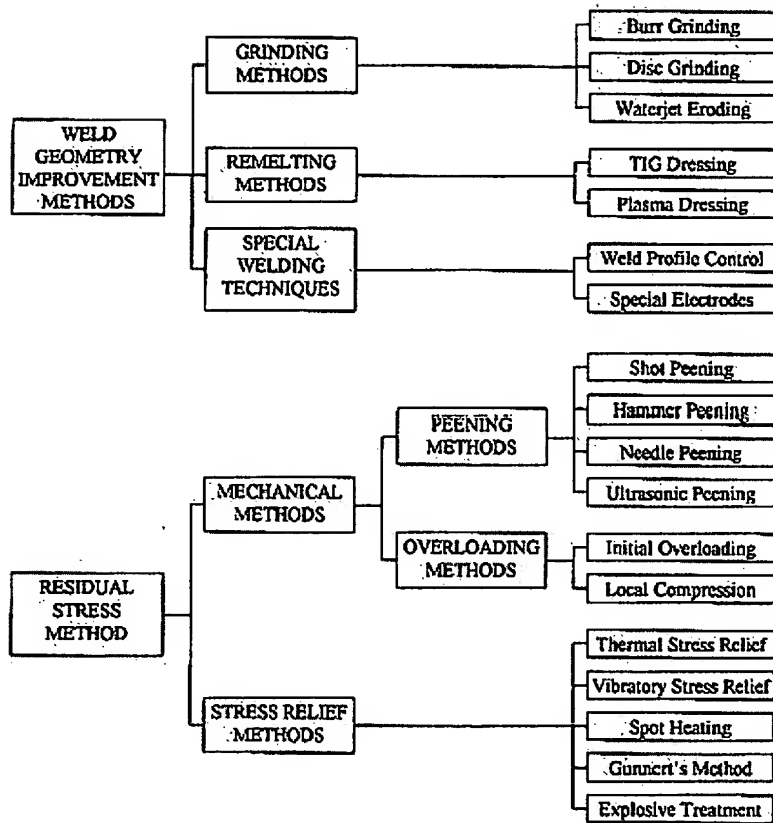 WELD
GEOMETRY
IMPROVEMENT
METHODS
GRINDING
METHODS
Burr Grinding
Disc Grinding
Waterjet Eroding
REMELTING
METHODS
TIG Dressing
Plasma Dressing
SPECIAL
WELDING
TECHNIQUES
Weld Profile Control
Special Electrodes
RESIDUAL
STRESS
METHOD
MECHANICAL
METHODS
PEENING
METHODS
Shot Peening
Hammer Peening
Needle Peening
Ultrasonic Peening
OVERLOADING
METHODS
Initial Overloading
Local Compression
STRESS RELIEF
METHODS
Thermal Stress Relief
Vibratory Stress Relief
Spot Heating
Gunnert's Method
Explosive Treatment